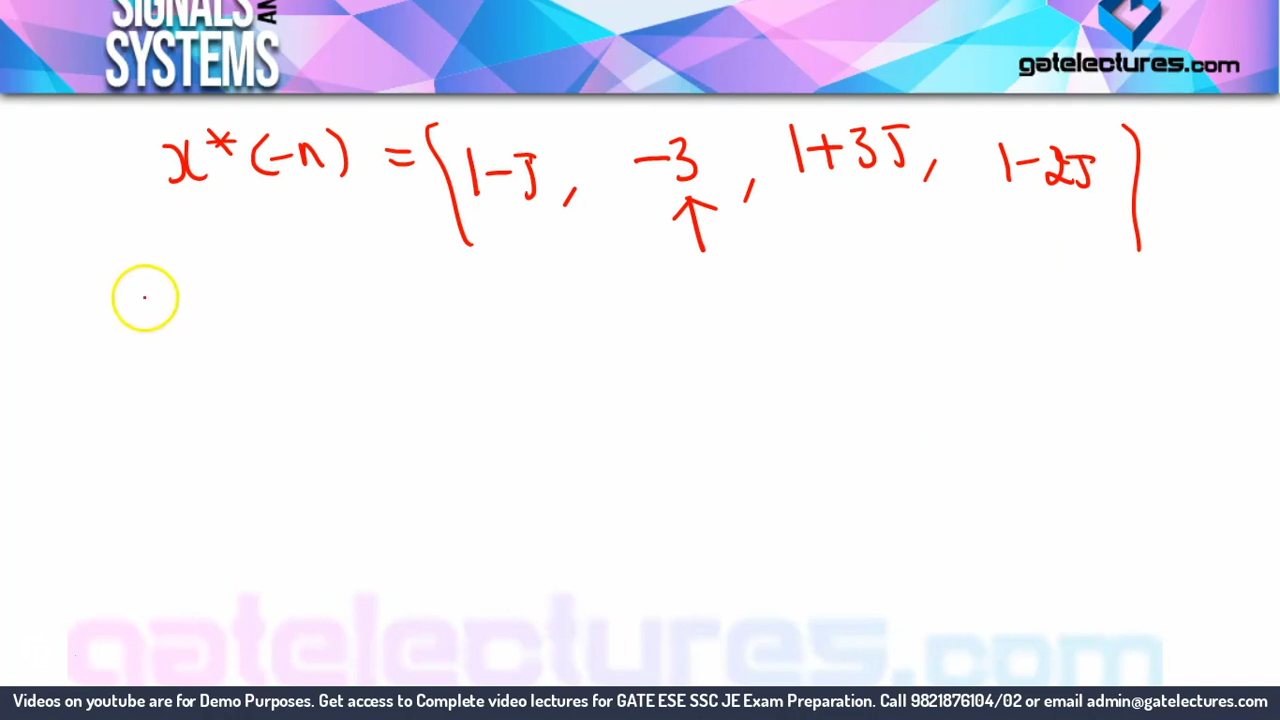 SIGNALS AN
SYSTEMS
gatelectures.com
x*(-n) = { 1-J, -3, 1+3J, 1-2J }
↑
gatelectures.com
Videos on youtube are for Demo Purposes. Get access to Complete video lectures for GATE ESE SSC JE Exam Preparation. Call 9821876104/02 or email admin@gatelectures.com